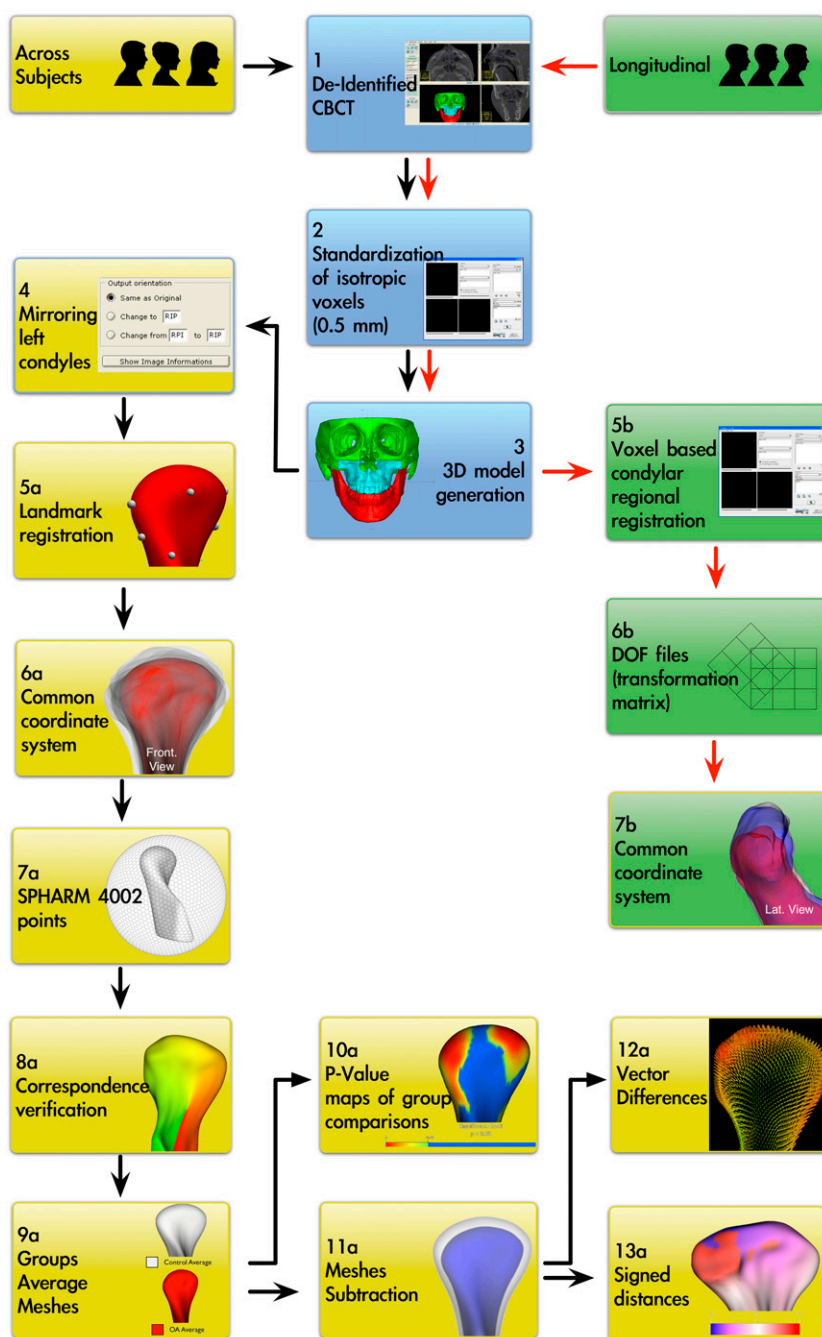 Across
Subjects
1
De-Identified
CBCT
Longitudinal
2
Standardization
of isotropic
voxels
(0.5 mm)
3
3D model
generation
4
Mirroring
left
condyles
Output orientation
Same as Original
Change to RIP
Change from RPI to RIP
Show Image Informations
5a
Landmark
registration
5b
Voxel based
condylar
regional
registration
6a
Common
coordinate
system
Front.
View
6b
DOF files
(transformation
matrix)
7a
SPHARM 4002
points
7b
Common
coordinate
system
Lat. View
8a
Correspondence
verification
9a
Groups
Average
Meshes
Control Average
OA Average
10a
P-Value
maps of group
comparisons
11a
Meshes
Subtraction
12a
Vector
Differences
13a
Signed
distances